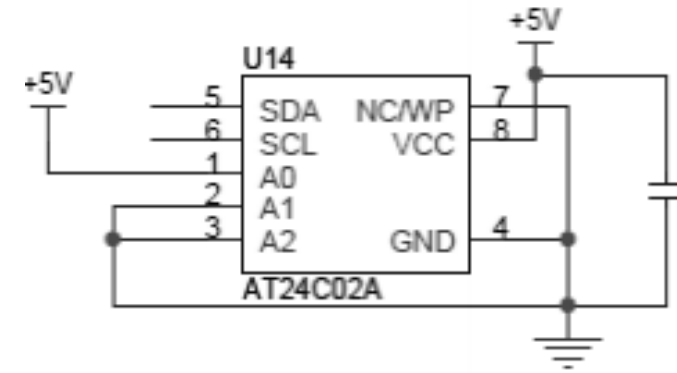 +5V
U14
+5V
5 SDA NC/WP 7
6 SCL VCC 8
1 A0
2 A1
3 A2 GND 4
AT24C02A